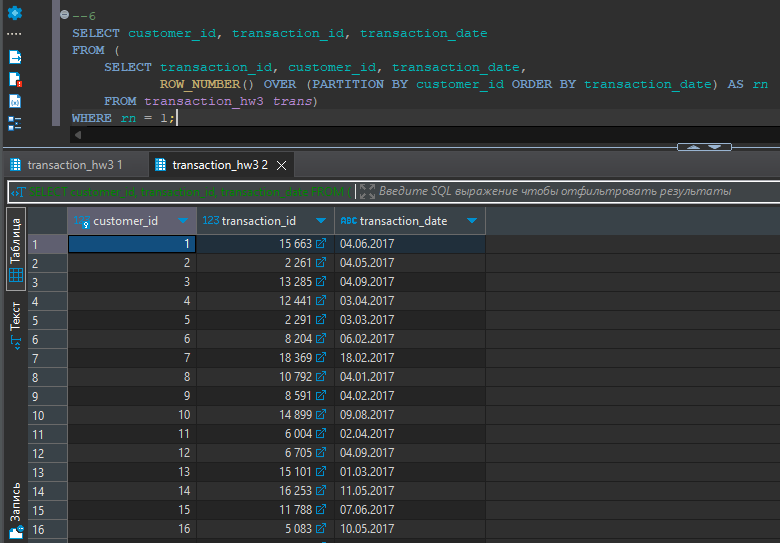 --6
SELECT customer_id, transaction_id, transaction_date
FROM (
SELECT transaction_id, customer_id, transaction_date,
ROW_NUMBER() OVER (PARTITION BY customer_id ORDER BY transaction_date) AS rn
FROM transaction_hw3 trans)
WHERE rn = 1;
transaction_hw3 1 transaction_hw3 2
SELECT customer_id, transaction_id, transaction_date FROM ( Введите SQL выражение чтобы отфильтровать результаты
Таблица
Текст
Запись
123 customer_id 123 transaction_id ABC transaction_date
1 1 15 663 04.06.2017
2 2 2 261 04.05.2017
3 3 13 285 04.09.2017
4 4 12 441 03.04.2017
5 5 2 291 03.03.2017
6 6 8 204 06.02.2017
7 7 18 369 18.02.2017
8 8 10 792 04.01.2017
9 9 8 591 04.02.2017
10 10 14 899 09.08.2017
11 11 6 004 02.04.2017
12 12 6 705 04.09.2017
13 13 15 101 01.03.2017
14 14 16 253 11.05.2017
15 15 11 788 07.06.2017
16 16 5 083 10.05.2017